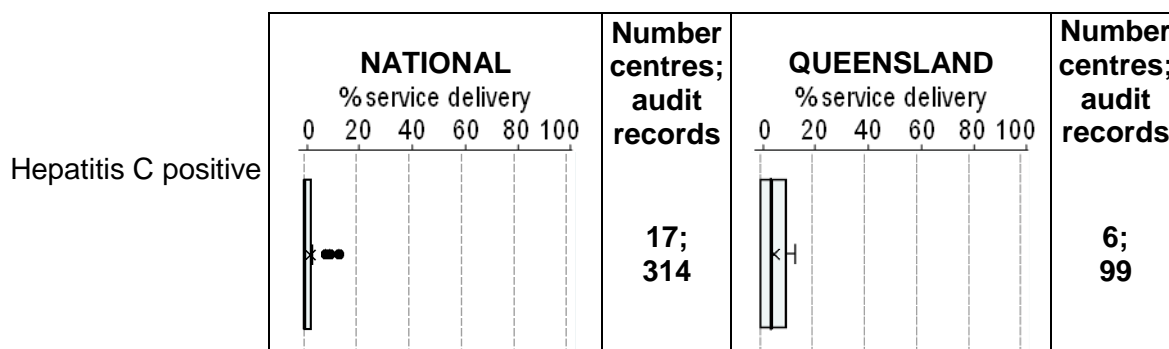 NATIONAL
% service delivery
0 20 40 60 80 100
Number
centres;
audit
records
QUEENSLAND
% service delivery
0 20 40 60 80 100
Number
centres;
audit
records
Hepatitis C positive
17;
314
6;
99